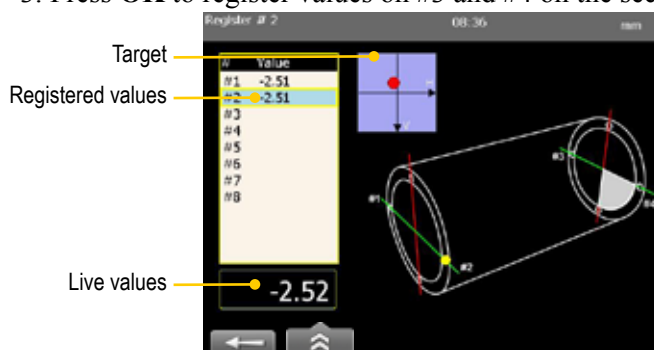 3. Press OK to register values on #3 and #4 on the sec
Register # 2 08:36 mm
Target
# Value
#1 -2.51
Registered values
#2 -2.51
#3
#4
#5
#6
#7
#8
H
V
#1
#2
#3
#4
Live values
-2.52